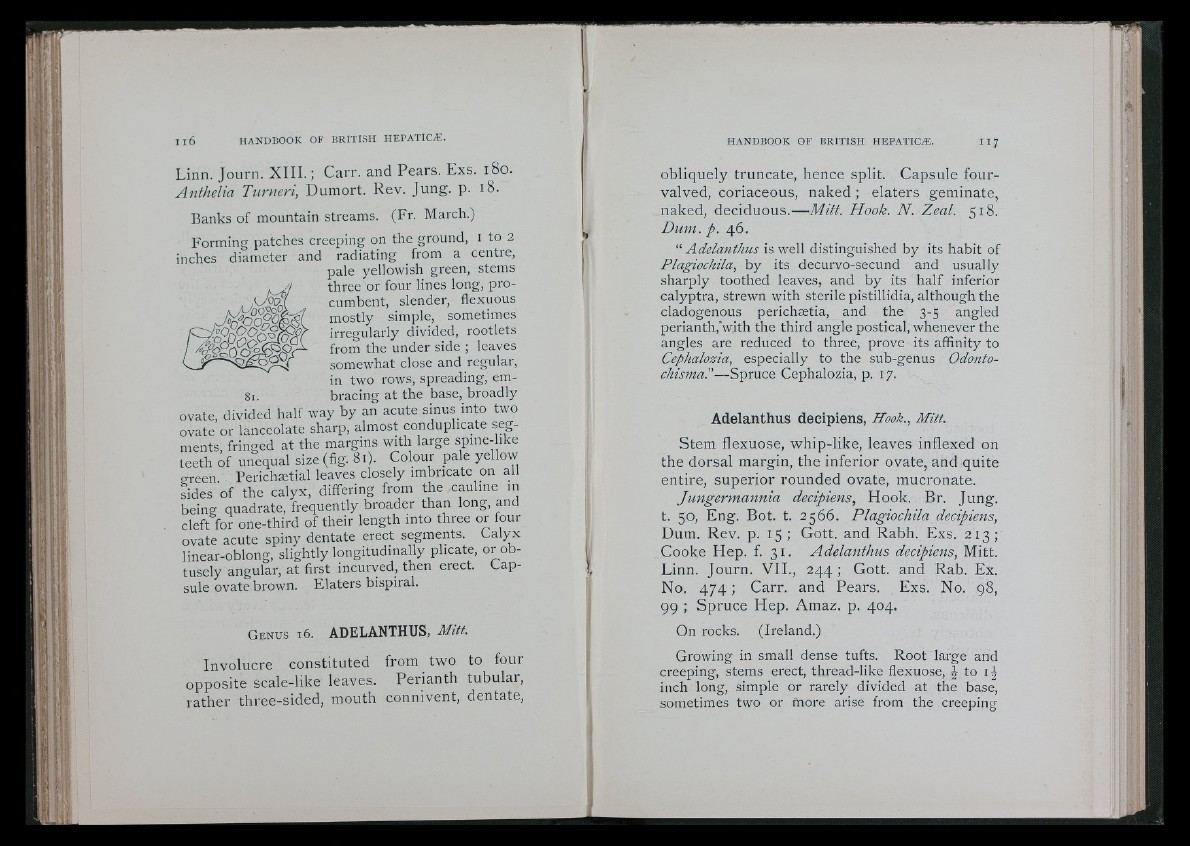 116 HANDBOOK OF BRITISH HEPATICÆ.
Linn. Journ. XIII.; Carr. and Pears. Exs. 180.
Anthelia Turneri, Dumort. Rev. Jung. p. 18.
Banks of mountain streams. (Fr. March.)
Forming patches creeping on the ground, 1 to 2
inches diameter and radiating from a centre,
pale yellowish green, stems
three or four lines long, pro-
cumbent, slender, flexuous
mostly simple, sometimes
irregularly divided, rootlets
from the under side ; leaves
somewhat close and regular,
in two rows, spreading, em-
81.
bracing at the base, broadly
ovate, divided half way by an acute sinus into two
ovate or lanceolate sharp, almost conduplicate seg-
ments, fringed at the margins with large spine-like
teeth of unequal size (fig. 81). Colour pale yellow
green. Perichætial leaves closely imbricate on all
sides of the calyx, differing from the cauline in
being quadrate, frequently broader than long, and
cleft for one-third of their length into three or four
ovate acute spiny dentate erect segments. Calyx
linear-oblong, slightly longitudinally plicate, or ob-
tusely angular, at first incurved, then erect. Cap-
sule ovate brown. Elaters bispiral.
GENUS 16. ADELANTHUS, Mitt.
Involucre constituted from two to four
opposite scale-like leaves. Perianth tubular,
rather three-sided, mouth connivent, dentate,
HANDBOOK OF BRITISH HEPATICÆ. 117
obliquely truncate, hence split. Capsule four-
valved, coriaceous, naked ; elaters geminate,
naked, deciduous.—Mitt. Hook. N. Zeal. 518.
Dum. p. 46.
" Adelanthus is well distinguished by its habit of
Plagiochila, by its decurvo-secund and usually
sharply toothed leaves, and by its half inferior
calyptra, strewn with sterile pistillidia, although the
cladogenous perichætia, and the 3-5 angled
perianth, with the third angle postical, whenever the
angles are reduced to three, prove its affinity to
Cephalozia, especially to the sub-genus Odonto-
chisma."—Spruce Cephalozia, p. 17.
Adelanthus decipiens, Hook., Mitt.
Stem flexuose, whip-like, leaves inflexed on
the dorsal margin, the inferior ovate, and quite
entire, superior rounded ovate, mucronate.
Jungermannia decipiens, Hook. Br. Jung.
t. 50, Eng. Bot. t. 2566. Plagiochila decipiens,
Dum. Rev. p. 15 ; Gott. and Rabh. Exs. 213 ;
Cooke Hep. f. 31. Adelanthus decipiens, Mitt.
Linn. Journ. VII., 244 ; Gott. and Rab. Ex.
No. 474 ; Carr. and Pears. Exs. No. 98,
99 ; Spruce Hep. Amaz. p. 404.
On rocks. (Ireland.)
Growing in small dense tufts. Root large and
creeping, stems erect, thread-like flexuose, ½ to 1½
inch long, simple or rarely divided at the base,
sometimes two or more arise from the creeping